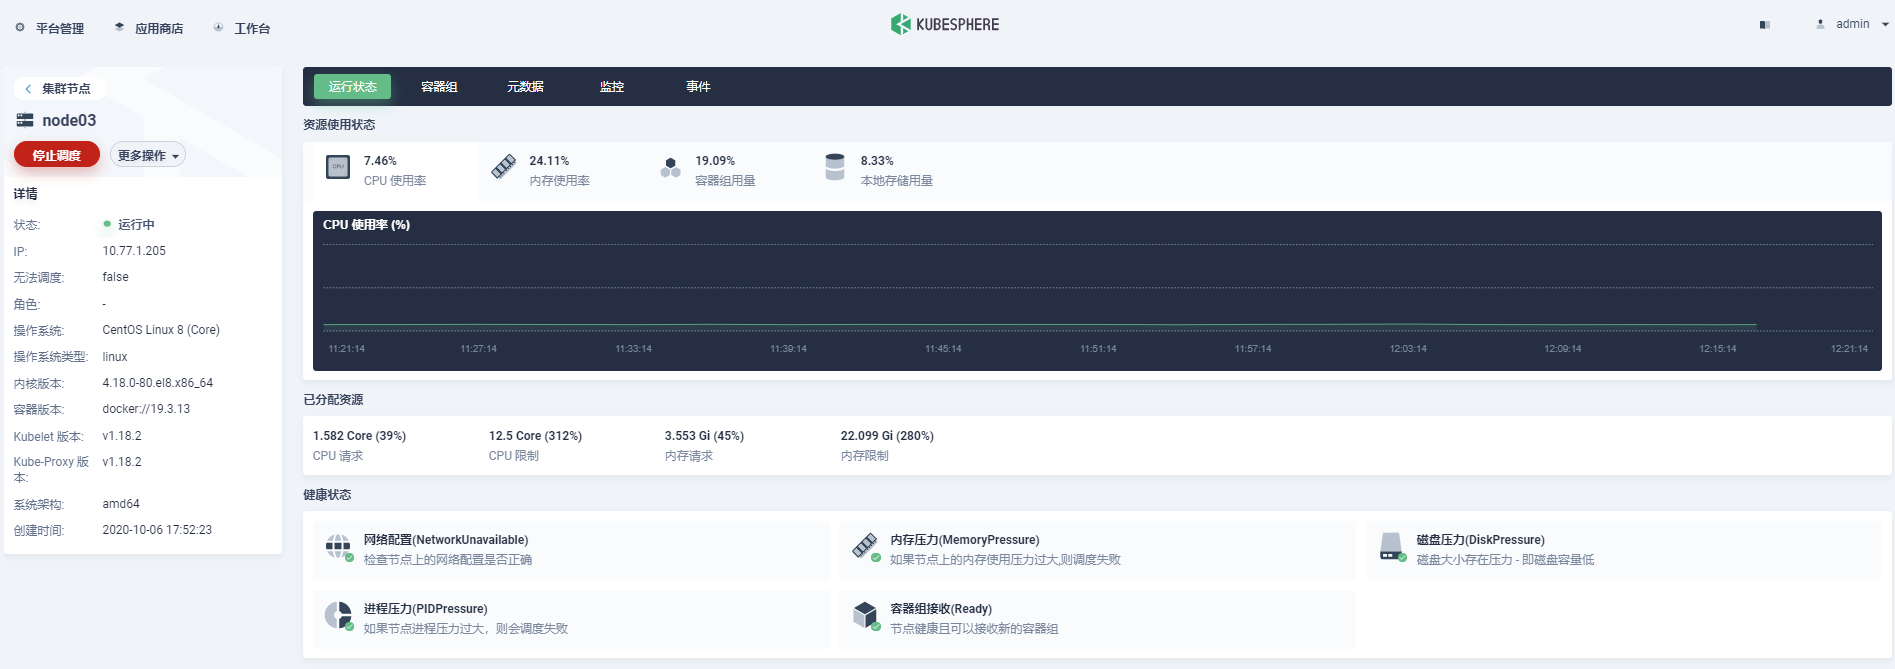 平台管理
应用商店
工作台
KUBESPHERE
admin
集群节点
node03
停止调度
更多操作
详情
状态:
运行中
IP:
10.77.1.205
无法调度:
false
角色:
-
操作系统:
CentOS Linux 8 (Core)
操作系统类型:
linux
内核版本:
4.18.0-80.el8.x86_64
容器版本:
docker://19.3.13
Kubelet 版本:
v1.18.2
Kube-Proxy 版
本:
v1.18.2
系统架构:
amd64
创建时间:
2020-10-06 17:52:23
运行状态
容器组
元数据
监控
事件
资源使用状态
CPU
7.46%
CPU 使用率
24.11%
内存使用率
19.09%
容器组用量
8.33%
本地存储用量
CPU 使用率 (%)
11:21:14
11:27:14
11:33:14
11:39:14
11:45:14
11:51:14
11:57:14
12:03:14
12:09:14
12:15:14
12:21:14
已分配资源
1.582 Core (39%)
CPU 请求
12.5 Core (312%)
CPU 限制
3.553 Gi (45%)
内存请求
22.099 Gi (280%)
内存限制
健康状态
网络配置(NetworkUnavailable)
检查节点上的网络配置是否正确
内存压力(MemoryPressure)
如果节点上的内存使用压力过大,则调度失败
磁盘压力(DiskPressure)
磁盘大小存在压力 - 即磁盘容量低
进程压力(PIDPressure)
如果节点进程压力过大，则会调度失败
容器组接收(Ready)
节点健康且可以接收新的容器组